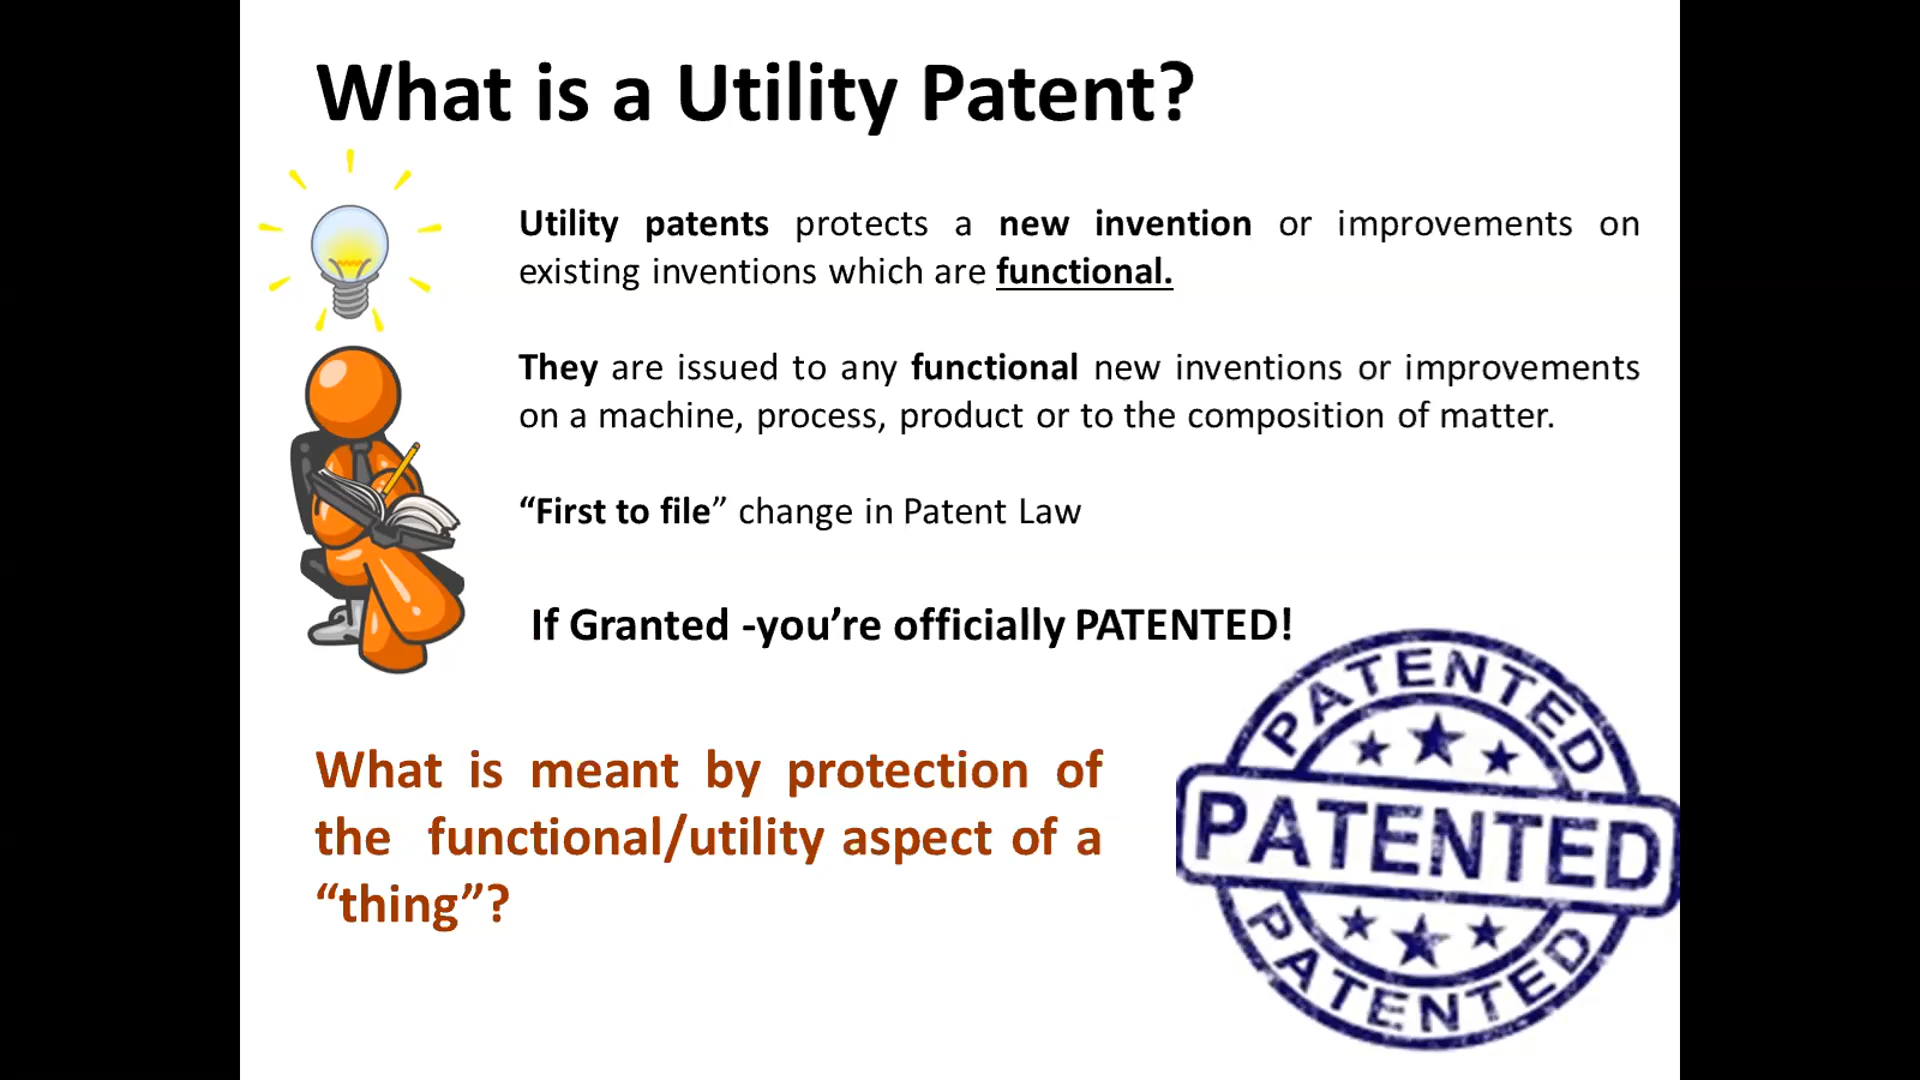 What is a Utility Patent?
Utility patents protects a new invention or improvements on
existing inventions which are functional.
They are issued to any functional new inventions or improvements
on a machine, process, product or to the composition of matter.
“First to file” change in Patent Law
If Granted -you’re officially PATENTED!
What is meant by protection of
the functional/utility aspect of a
“thing”?
PATENTED
PATENTED
PATENTED